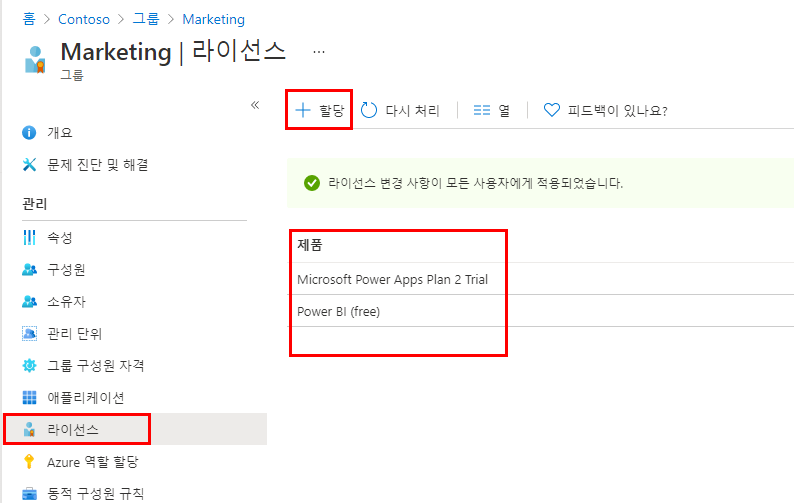 홈 > Contoso > 그룹 > Marketing
Marketing | 라이선스 ...
그룹
«
할당 다시 처리 열 피드백이 있나요?
개요
문제 진단 및 해결
관리
속성
구성원
소유자
관리 단위
그룹 구성원 자격
애플리케이션
라이선스
Azure 역할 할당
동적 구성원 규칙
라이선스 변경 사항이 모든 사용자에게 적용되었습니다.
제품
Microsoft Power Apps Plan 2 Trial
Power BI (free)